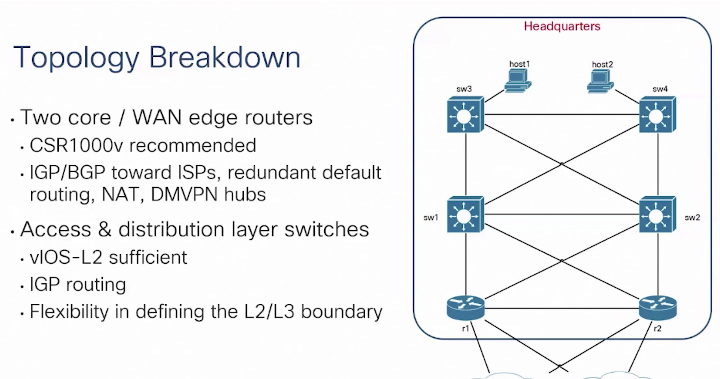 Topology Breakdown
· Two core / WAN edge routers
· CSR1000v recommended
· IGP/BGP toward ISPs, redundant default
routing, NAT, DMVPN hubs
· Access & distribution layer switches
· vIOS-L2 sufficient
· IGP routing
· Flexibility in defining the L2/L3 boundary
Headquarters
host1
host2
sw3
sw4
sw1
sw2
r1
r2